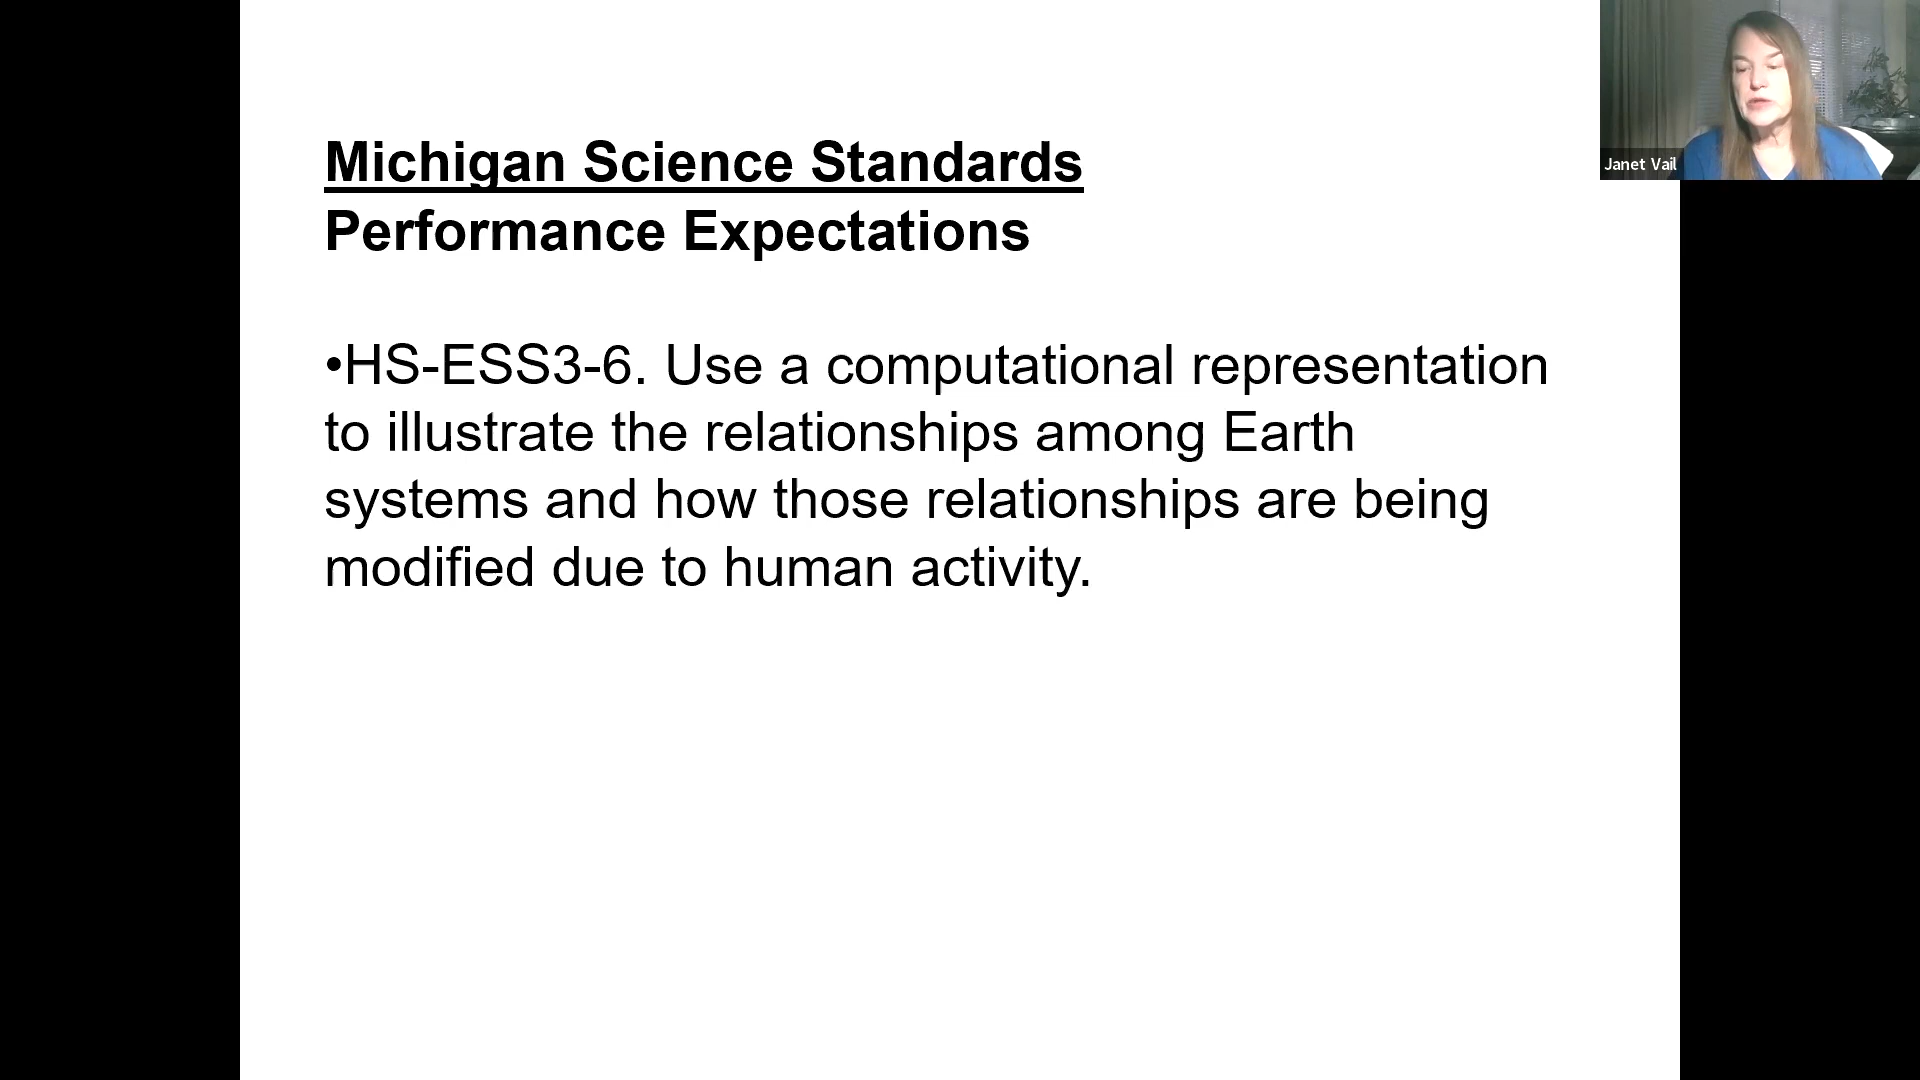 Michigan Science Standards
Performance Expectations
•HS-ESS3-6. Use a computational representation
to illustrate the relationships among Earth
systems and how those relationships are being
modified due to human activity.
Janet Vail